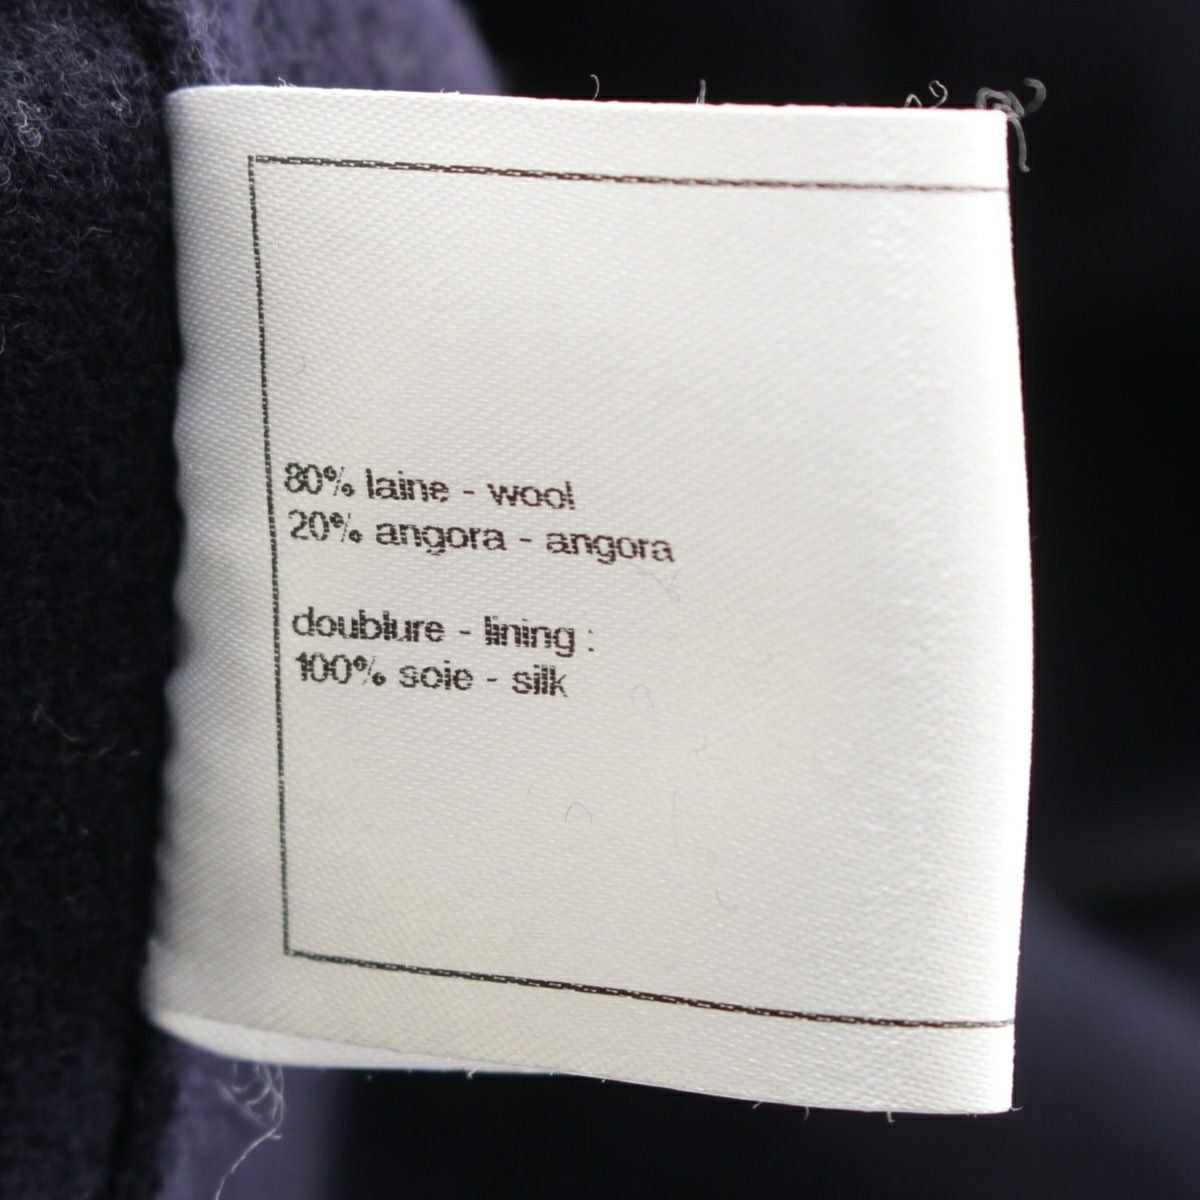 80% laine - wool
20% angora - angora
doublure - lining :
100% soie - silk